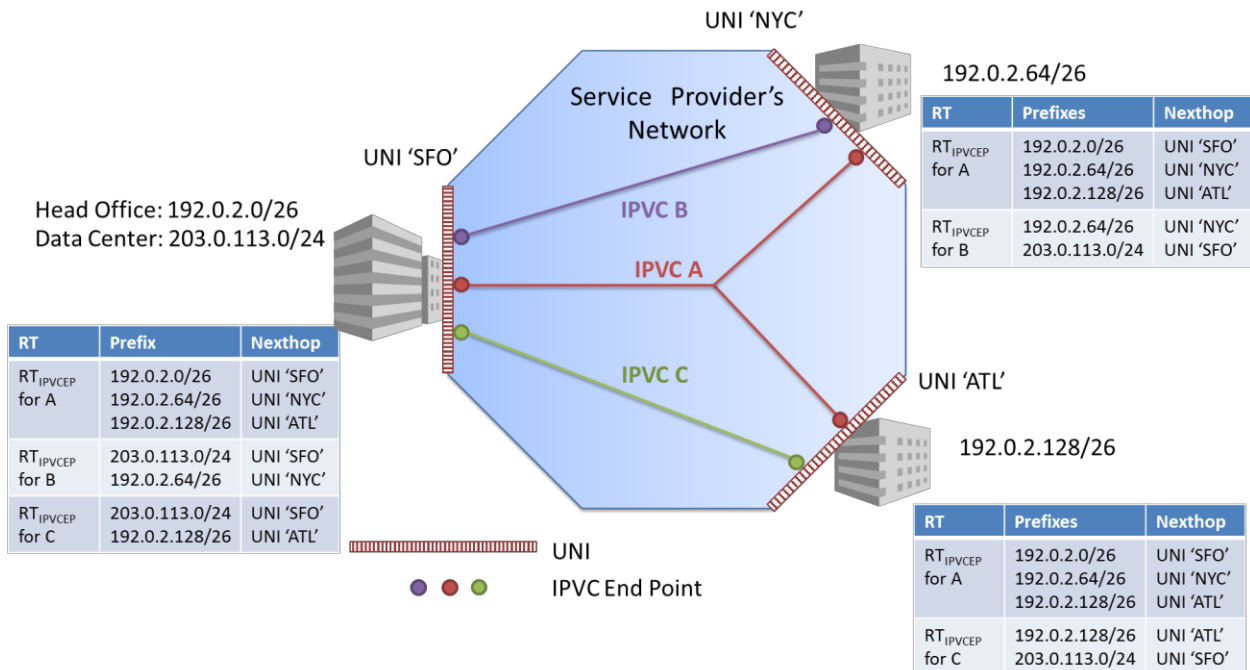 UNI ‘NYC’
192.0.2.64/26
Service Provider’s
Network
RT Prefixes Nexthop
RTIPVCEP 192.0.2.0/26 UNI ‘SFO’
for A 192.0.2.64/26 UNI ‘NYC’
192.0.2.128/26 UNI ‘ATL’
RTIPVCEP 192.0.2.64/26 UNI ‘NYC’
for B 203.0.113.0/24 UNI ‘SFO’
UNI ‘SFO’
Head Office: 192.0.2.0/26
Data Center: 203.0.113.0/24
IPVC B
IPVC A
IPVC C
RT Prefix Nexthop
RTIPVCEP 192.0.2.0/26 UNI ‘SFO’
for A 192.0.2.64/26 UNI ‘NYC’
192.0.2.128/26 UNI ‘ATL’
RTIPVCEP 203.0.113.0/24 UNI ‘SFO’
for B 192.0.2.64/26 UNI ‘NYC’
RTIPVCEP 203.0.113.0/24 UNI ‘SFO’
for C 192.0.2.128/26 UNI ‘ATL’
UNI ‘ATL’
192.0.2.128/26
RT Prefixes Nexthop
RTIPVCEP 192.0.2.0/26 UNI ‘SFO’
for A 192.0.2.64/26 UNI ‘NYC’
192.0.2.128/26 UNI ‘ATL’
RTIPVCEP 192.0.2.128/26 UNI ‘ATL’
for C 203.0.113.0/24 UNI ‘SFO’
UNI
IPVC End Point